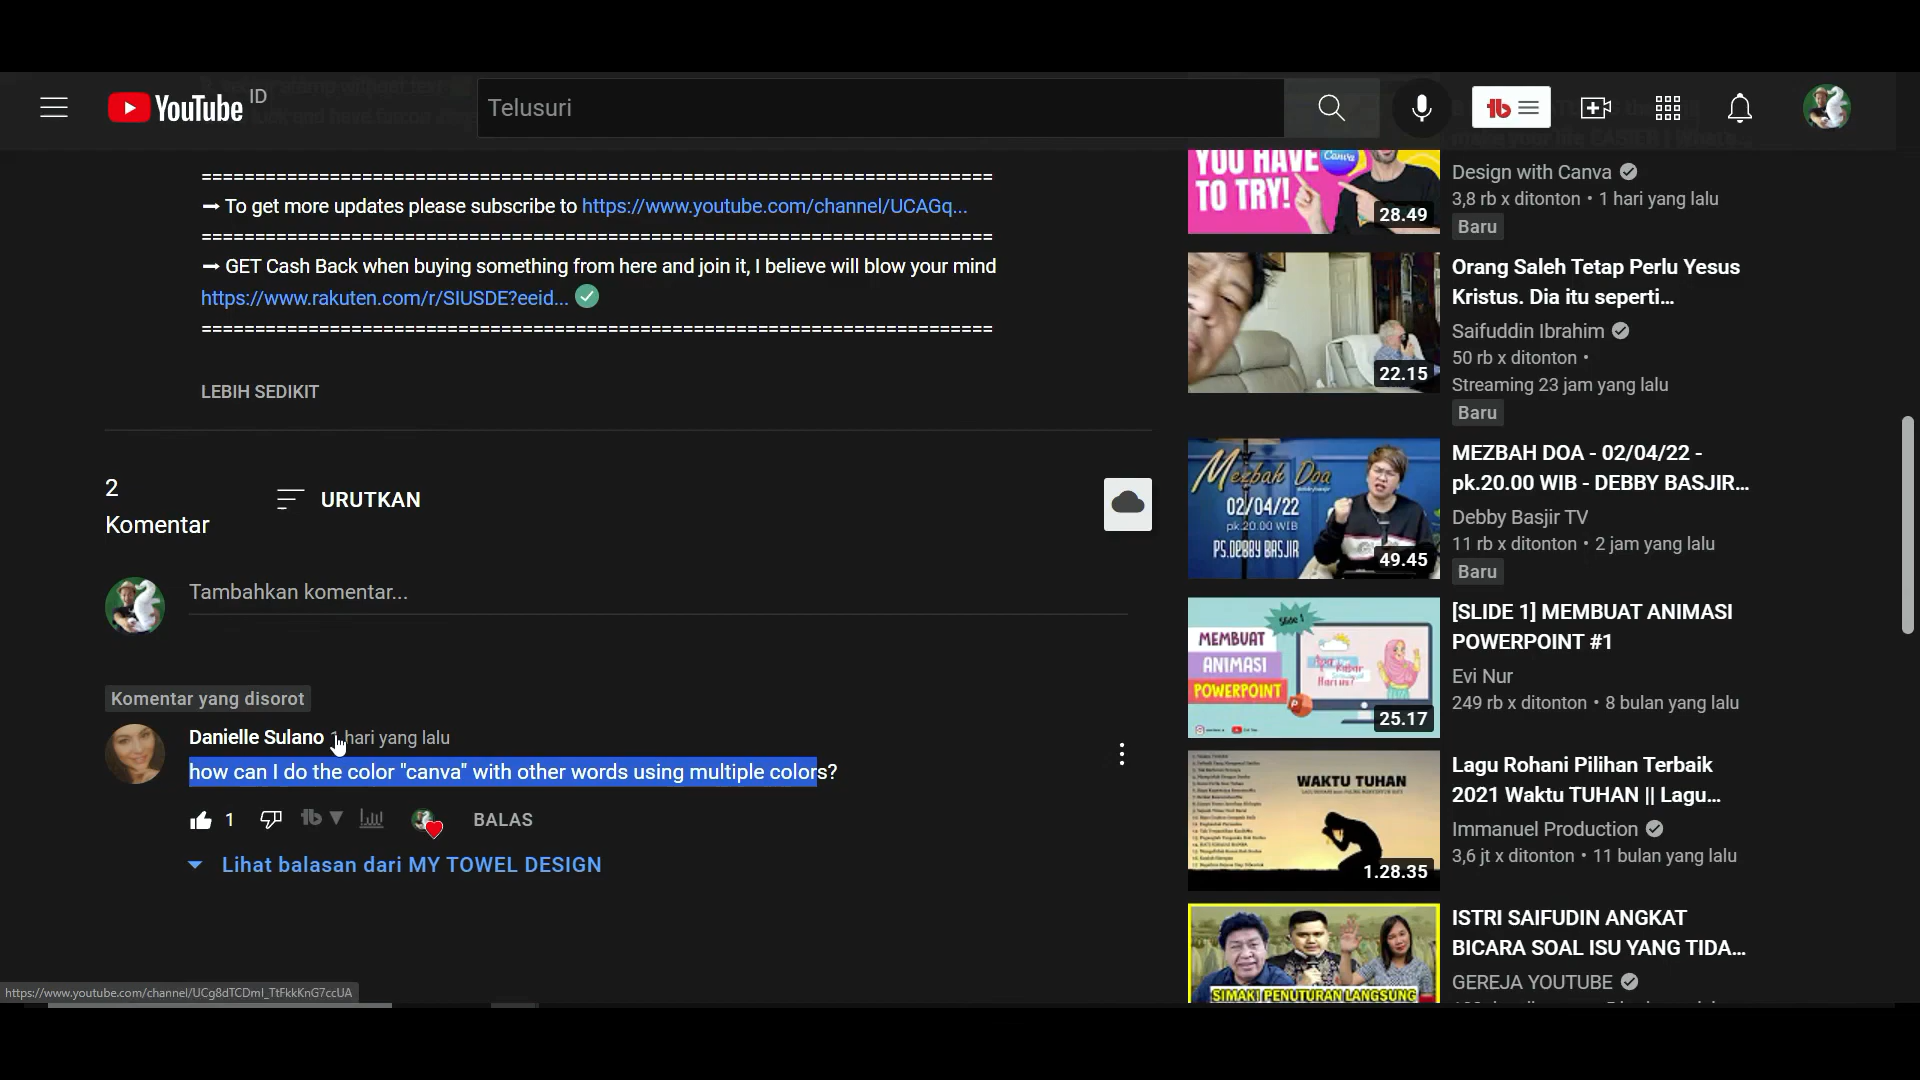 YouTube ID
Telusuri
=========================================================================
➞ To get more updates please subscribe to https://www.youtube.com/channel/UCAGq...
=========================================================================
➞ GET Cash Back when buying something from here and join it, I believe will blow your mind
https://www.rakuten.com/r/SIUSDE?eeid...
=========================================================================
LEBIH SEDIKIT
2
Komentar
URUTKAN
Tambahkan komentar...
Komentar yang disorot
Danielle Sulano 1 hari yang lalu
how can I do the color "canva" with other words using multiple colors?
1
BALAS
Lihat balasan dari MY TOWEL DESIGN
https://www.youtube.com/channel/UCg8dTCDml_TtFkkKnG7ccUA
YOU HAVE
TO TRY!
Canva
28.49
Design with Canva
3,8 rb x ditonton • 1 hari yang lalu
Baru
22.15
Orang Saleh Tetap Perlu Yesus
Kristus. Dia itu seperti...
Saifuddin Ibrahim
50 rb x ditonton •
Streaming 23 jam yang lalu
Baru
Mezbah Doa
02/04/22
pk.20.00 WIB
PS.DEBBY BASJIR
49.45
MEZBAH DOA - 02/04/22 -
pk.20.00 WIB - DEBBY BASJIR...
Debby Basjir TV
11 rb x ditonton • 2 jam yang lalu
Baru
Slide 1
MEMBUAT
ANIMASI
POWERPOINT
Apa
Kabar
Hari ini?
25.17
[SLIDE 1] MEMBUAT ANIMASI
POWERPOINT #1
Evi Nur
249 rb x ditonton • 8 bulan yang lalu
WAKTU TUHAN
1.28.35
Lagu Rohani Pilihan Terbaik
2021 Waktu TUHAN || Lagu...
Immanuel Production
3,6 jt x ditonton • 11 bulan yang lalu
SIMAK! PENUTURAN LANGSUNG
ISTRI SAIFUDIN ANGKAT
BICARA SOAL ISU YANG TIDA...
GEREJA YOUTUBE